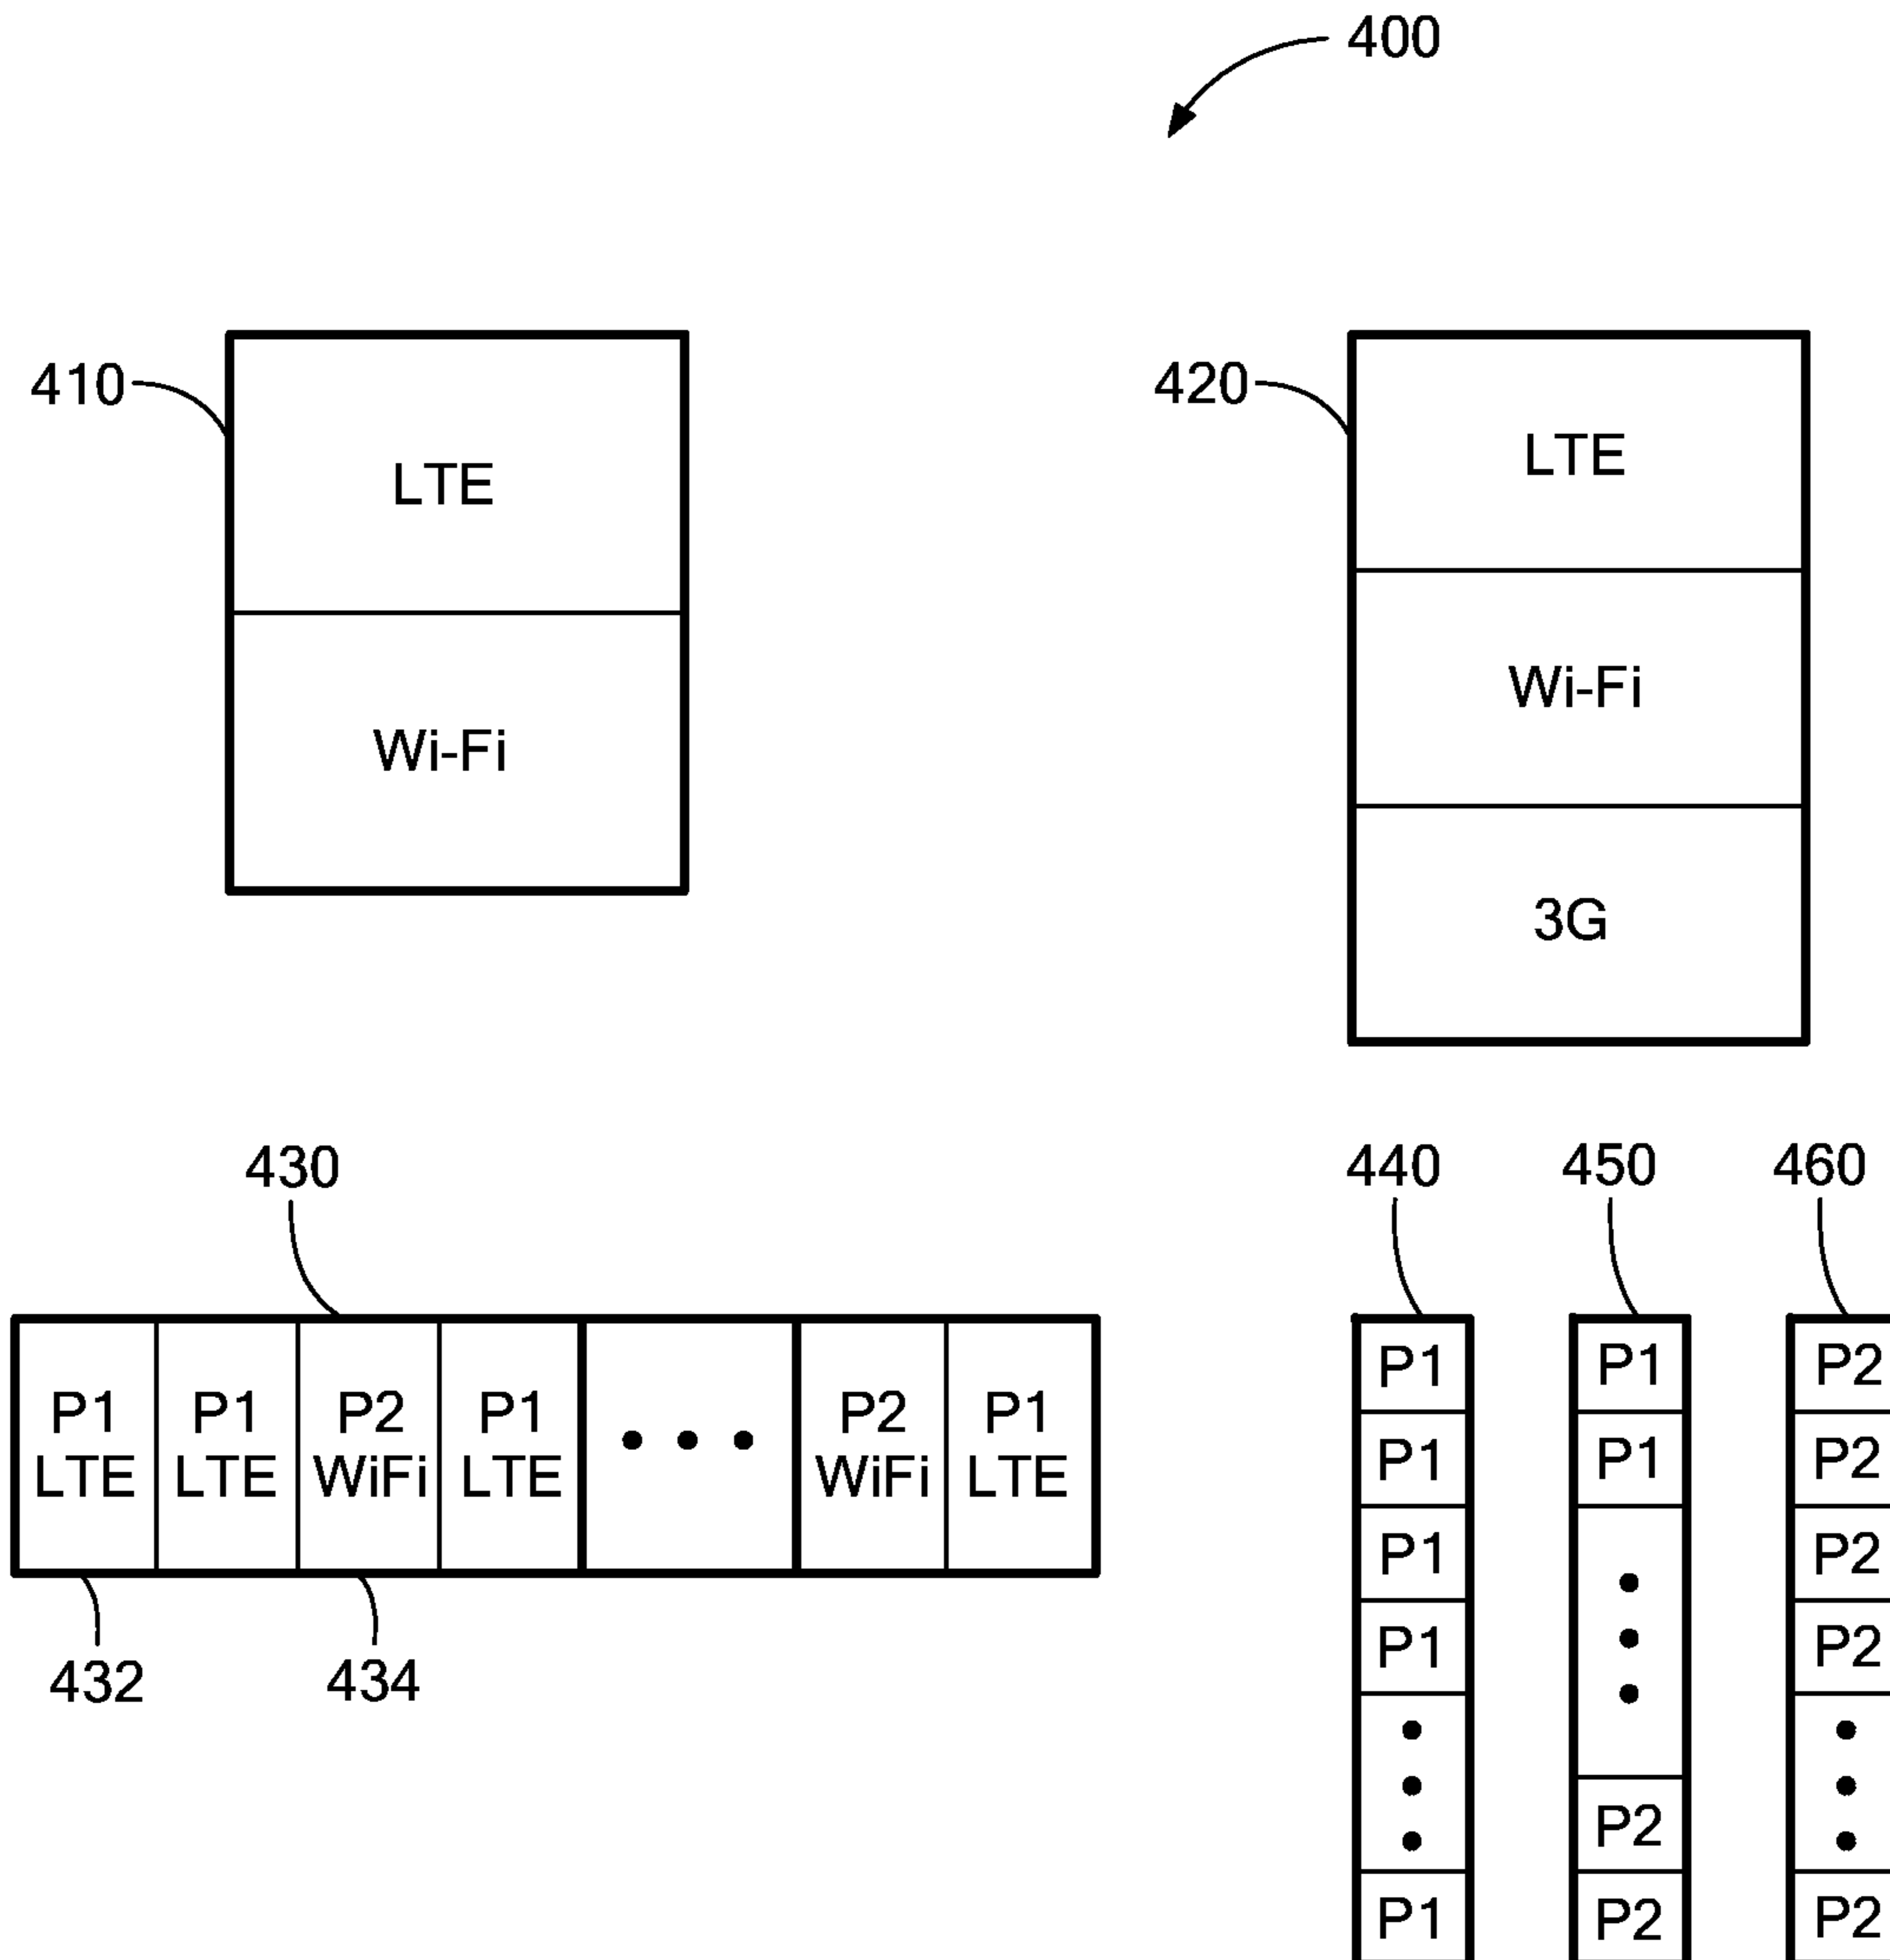 400
410
LTE
Wi-Fi
420
LTE
Wi-Fi
3G
430
P1 P1 P2 P1 P2 P1
LTE LTE WiFi LTE WiFi LTE
432 434
440 450 460
P1 P1 P2
P1 P1 P2
P1 P2
P1 P2
P2
P1 P2 P2